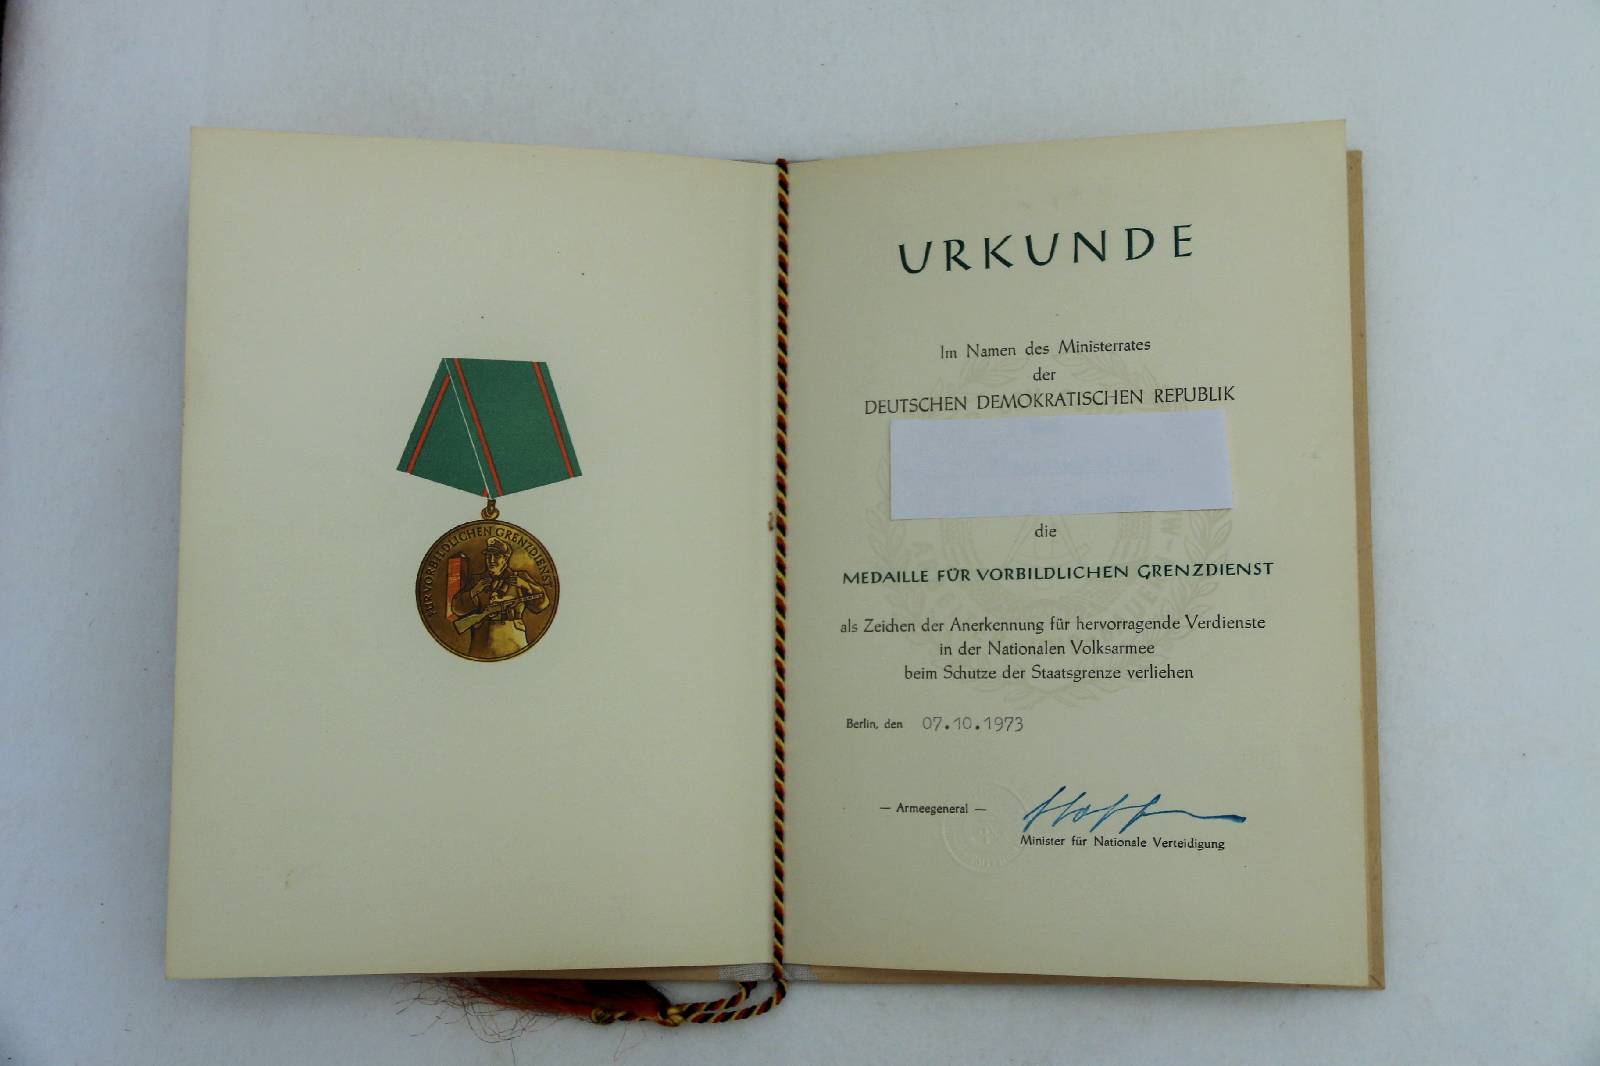 FÜR VORBILDLICHEN GRENZDIENST
URKUNDE
Im Namen des Ministerrates
der
DEUTSCHEN DEMOKRATISCHEN REPUBLIK
die
MEDAILLE FÜR VORBILDLICHEN GRENZDIENST
als Zeichen der Anerkennung für hervorragende Verdienste
in der Nationalen Volksarmee
beim Schutze der Staatsgrenze verliehen
Berlin, den 07.10.1973
— Armeegeneral —
Minister für Nationale Verteidigung